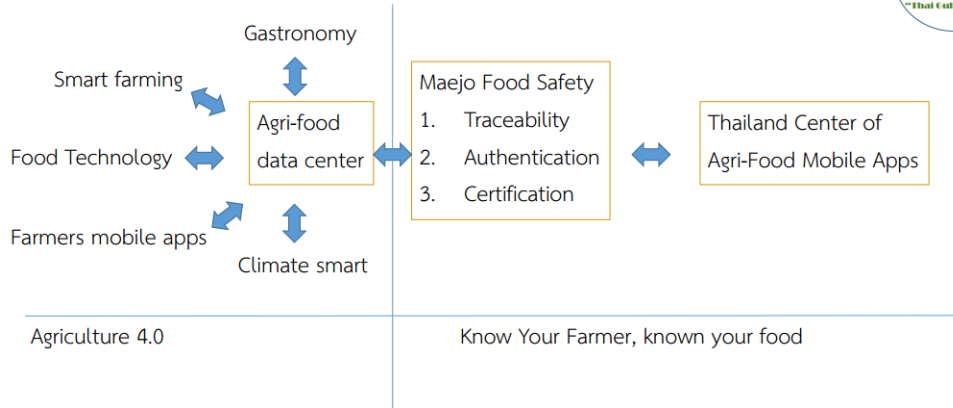 "Thai Gul
Gastronomy
Smart farming
Food Technology
Farmers mobile apps
Climate smart
Agri-food
data center
Maejo Food Safety
1. Traceability
2. Authentication
3. Certification
Thailand Center of
Agri-Food Mobile Apps
Agriculture 4.0
Know Your Farmer, known your food